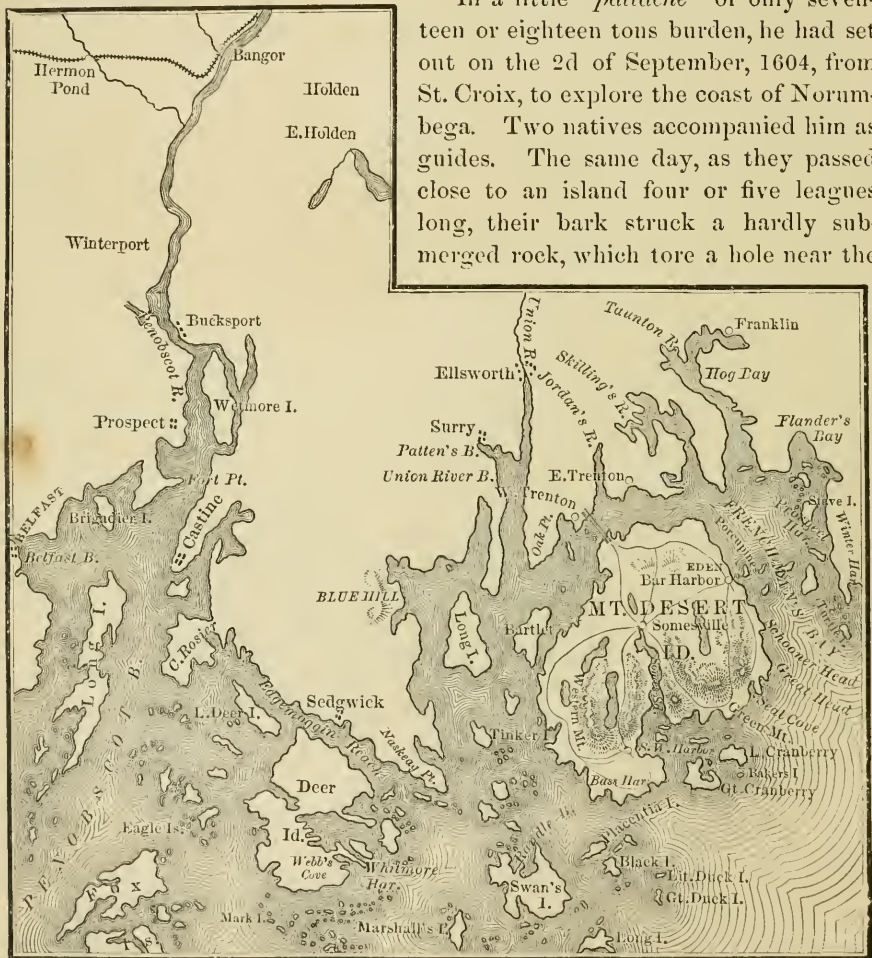 In a little "patache" of only seven-
teen or eighteen tons burden, he had set
out on the 2d of September, 1604, from
St. Croix, to explore the coast of Norum-
bega. Two natives accompanied him as
guides. The same day, as they passed
close to an island four or five leagues
long, their bark struck a hardly sub-
merged rock, which tore a hole near the
Bangor
Hermon
Pond
Holden
E. Holden
Winterport
Bucksport
Penobscot R.
Wetmore I.
Prospect
Fort Pt.
BELFAST
Brigadier I.
Castine
Belfast B.
Long I.
C. Rosier
PENOBSCOT B.
L. Deer I.
Eagle Is.
Fox
Is.
Mark I.
Union R.
Ellsworth
Jordan's R.
Skilling's R.
Taunton B.
Franklin
Hog Bay
Flander's
Bay
Surry
Patten's B.
Union River B.
E. Trenton
W. Trenton
Oak Pt.
BLUE HILL
Long I.
Bartlet
EDEN
Bar Harbor
MT. DESERT
Somesville
ID.
FRENCHMAN'S BAY
Porcupine
Prospect
Har.
Stave I.
Winter Har.
Turtle I.
Schooner Head
Great Head
Seal Cove
Green Mt.
Western Mt.
S.W. Harbor
L. Cranberry
Bakers I.
Gt. Cranberry
Bass Har.
Tinker I.
Sedgwick
Edgemoggin Reach
Naskeag Pt.
Deer
Id.
Webb's
Cove
Whitmore
Har.
Marshall's I.
Swan's
I.
Placentia I.
Black I.
Lit. Duck I.
Gt. Duck I.
Long I.